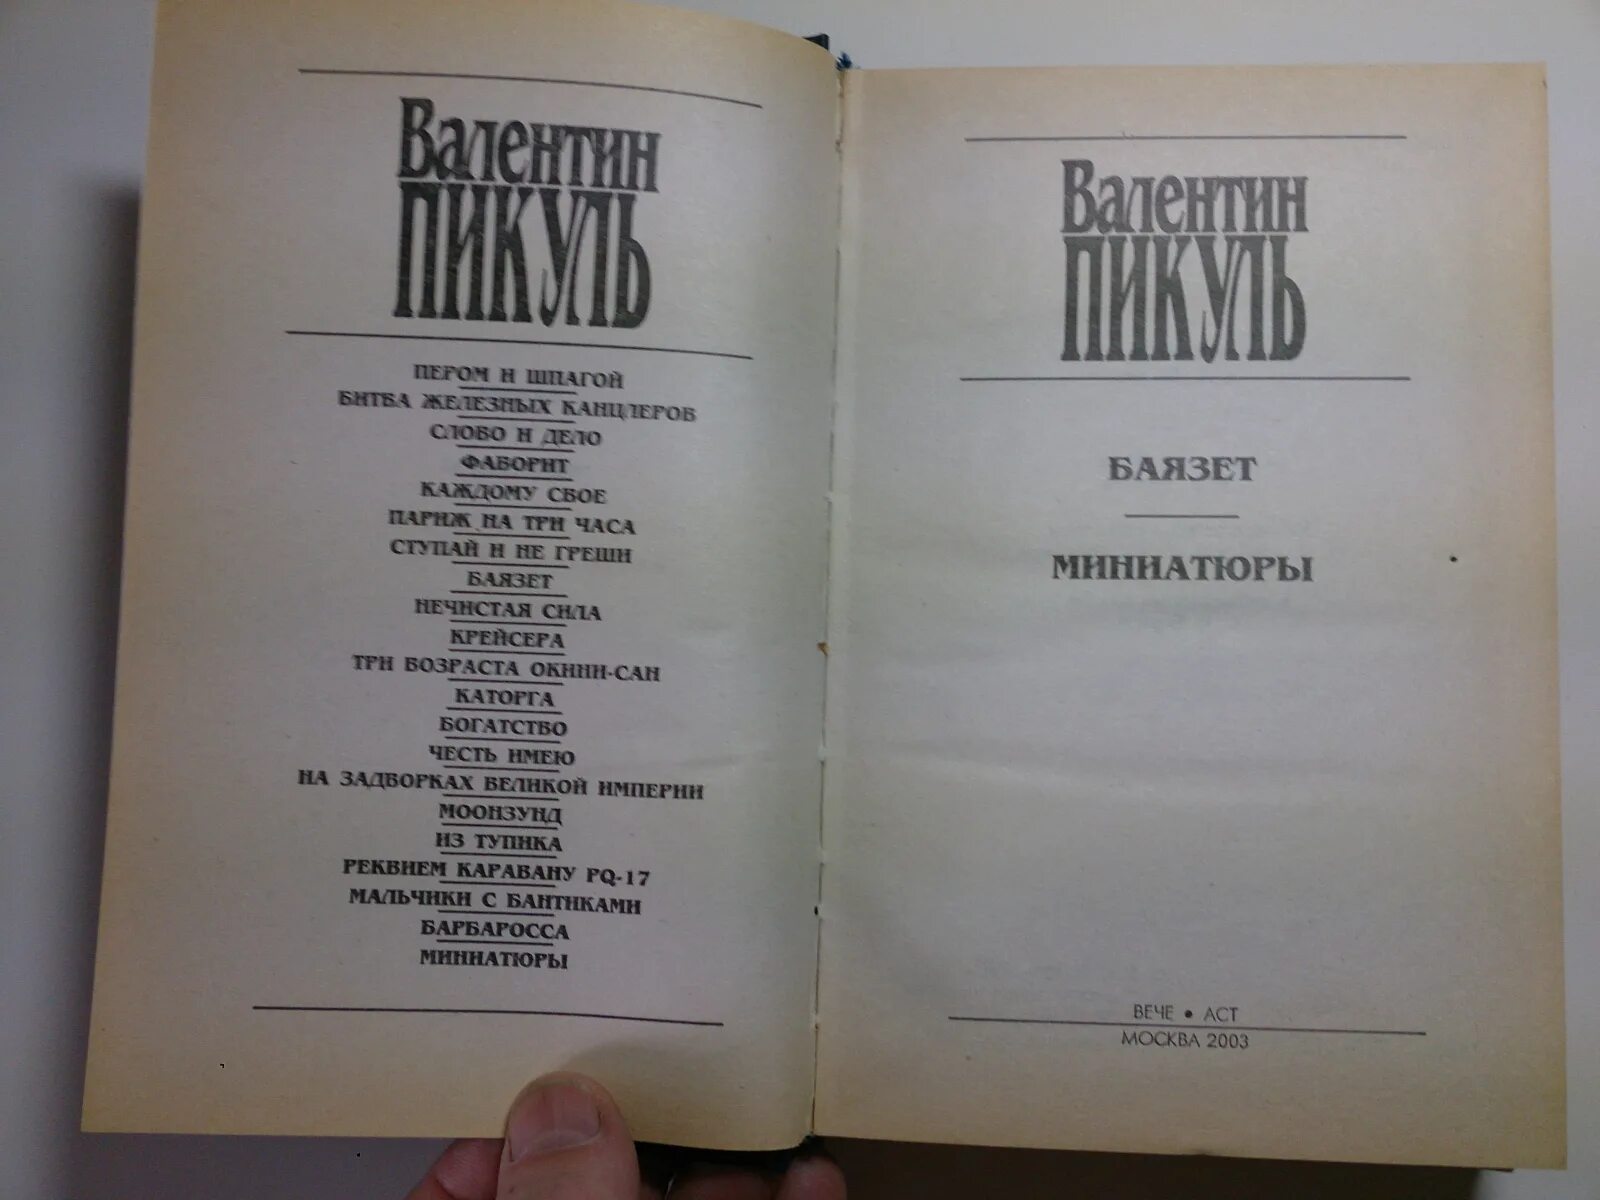 Валентин
ПИКУЛЬ
ПЕРОМ И ШПАГОЙ
БИТВА ЖЕЛЕЗНЫХ КАНЦЛЕРОВ
СЛОВО И ДЕЛО
ФАВОРИТ
КАЖДОМУ СВОЕ
ПАРИЖ НА ТРИ ЧАСА
СТУПАЙ И НЕ ГРЕШИ
БАЯЗЕТ
НЕЧИСТАЯ СИЛА
КРЕЙСЕРА
ТРИ ВОЗРАСТА ОКИНИ-САН
КАТОРГА
БОГАТСТВО
ЧЕСТЬ ИМЕЮ
НА ЗАДВОРКАХ ВЕЛИКОЙ ИМПЕРИИ
МООНЗУНД
ИЗ ТУПИКА
РЕКВИЕМ КАРАВАНУ PQ-17
МАЛЬЧИКИ С БАНТИКАМИ
БАРБАРОССА
МИНИАТЮРЫ
Валентин
ПИКУЛЬ
БАЯЗЕТ
МИНИАТЮРЫ
ВЕЧЕ • АСТ
МОСКВА 2003